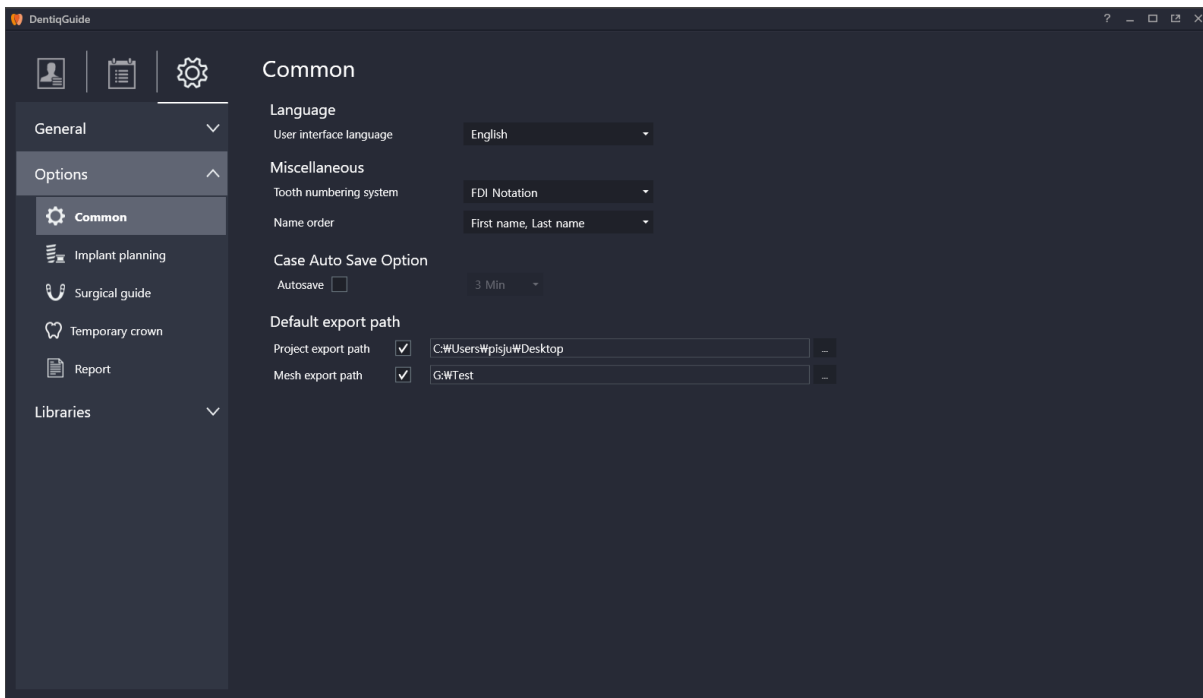 DentiqGuide
?
Common
General
Options
Common
Implant planning
Surgical guide
Temporary crown
Report
Libraries
Language
User interface language English
Miscellaneous
Tooth numbering system FDI Notation
Name order First name, Last name
Case Auto Save Option
Autosave 3 Min
Default export path
Project export path C:₩Users₩pisju₩Desktop ...
Mesh export path G:₩Test ...